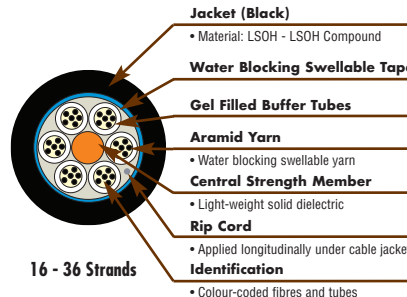 Jacket (Black)
• Material: LSOH - LSOH Compound
Water Blocking Swellable Tape
Gel Filled Buffer Tubes
Aramid Yarn
• Water blocking swellable yarn
Central Strength Member
• Light-weight solid dielectric
Rip Cord
• Applied longitudinally under cable jacke
Identification
• Colour-coded fibres and tubes
16 - 36 Strands